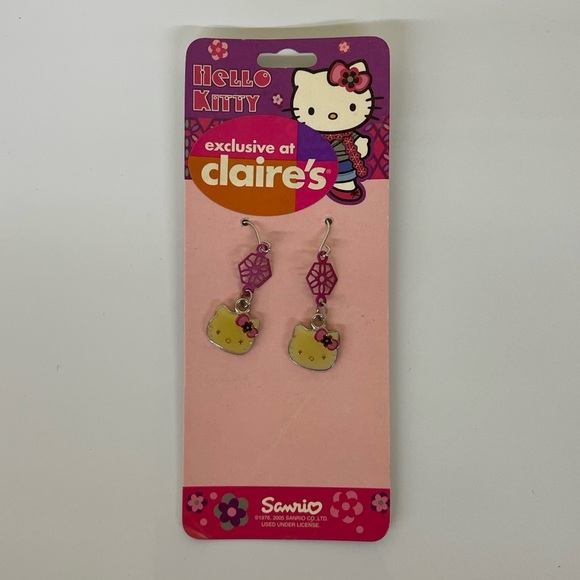 Hello
Kitty
exclusive at
claire's®
Sanrio
©1976, 2005 SANRIO CO.,LTD.
USED UNDER LICENSE.